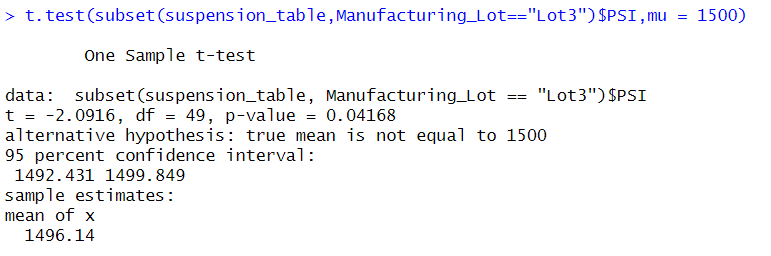 > t.test(subset(suspension_table,Manufacturing_Lot=="Lot3")$PSI,mu = 1500)
One Sample t-test
data:  subset(suspension_table, Manufacturing_Lot == "Lot3")$PSI
t = -2.0916, df = 49, p-value = 0.04168
alternative hypothesis: true mean is not equal to 1500
95 percent confidence interval:
1492.431 1499.849
sample estimates:
mean of x
1496.14